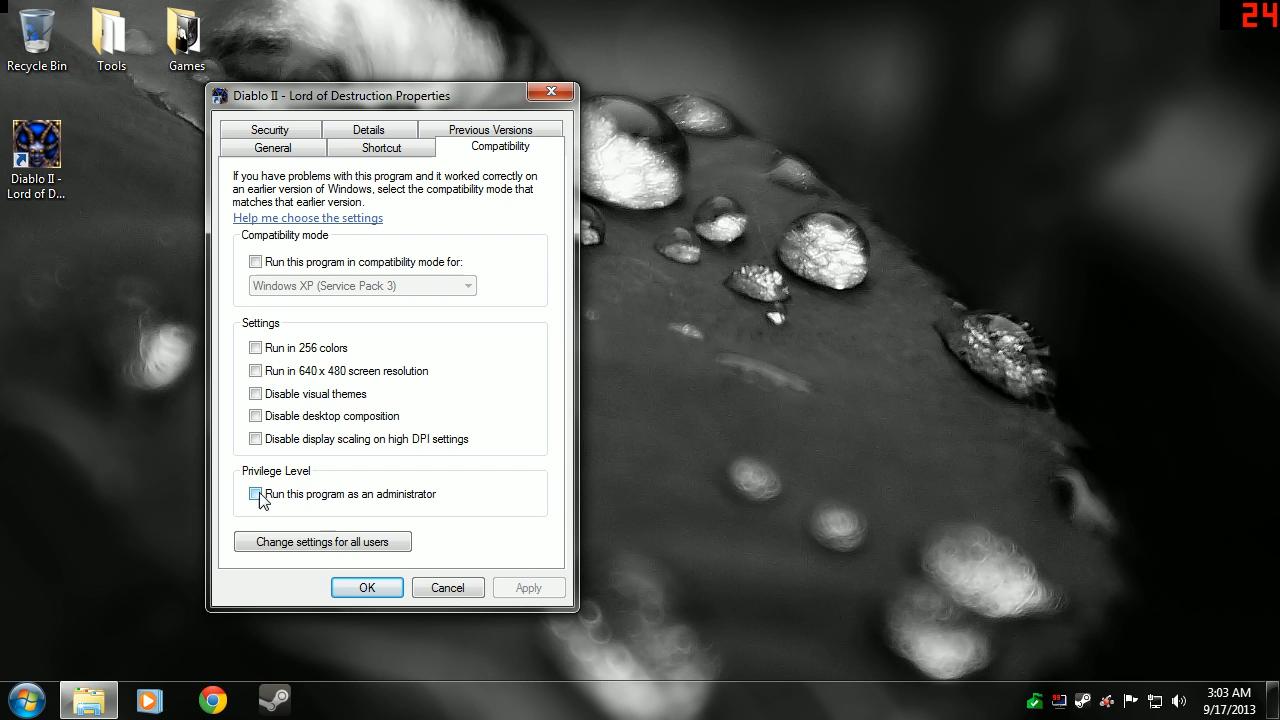 24
Recycle Bin
Tools
Games
Diablo II -
Lord of D...
Diablo II - Lord of Destruction Properties
Security
Details
Previous Versions
General
Shortcut
Compatibility
If you have problems with this program and it worked correctly on
an earlier version of Windows, select the compatibility mode that
matches that earlier version.
Help me choose the settings
Compatibility mode
Run this program in compatibility mode for:
Windows XP (Service Pack 3)
Settings
Run in 256 colors
Run in 640 x 480 screen resolution
Disable visual themes
Disable desktop composition
Disable display scaling on high DPI settings
Privilege Level
Run this program as an administrator
Change settings for all users
OK
Cancel
Apply
3:03 AM
9/17/2013